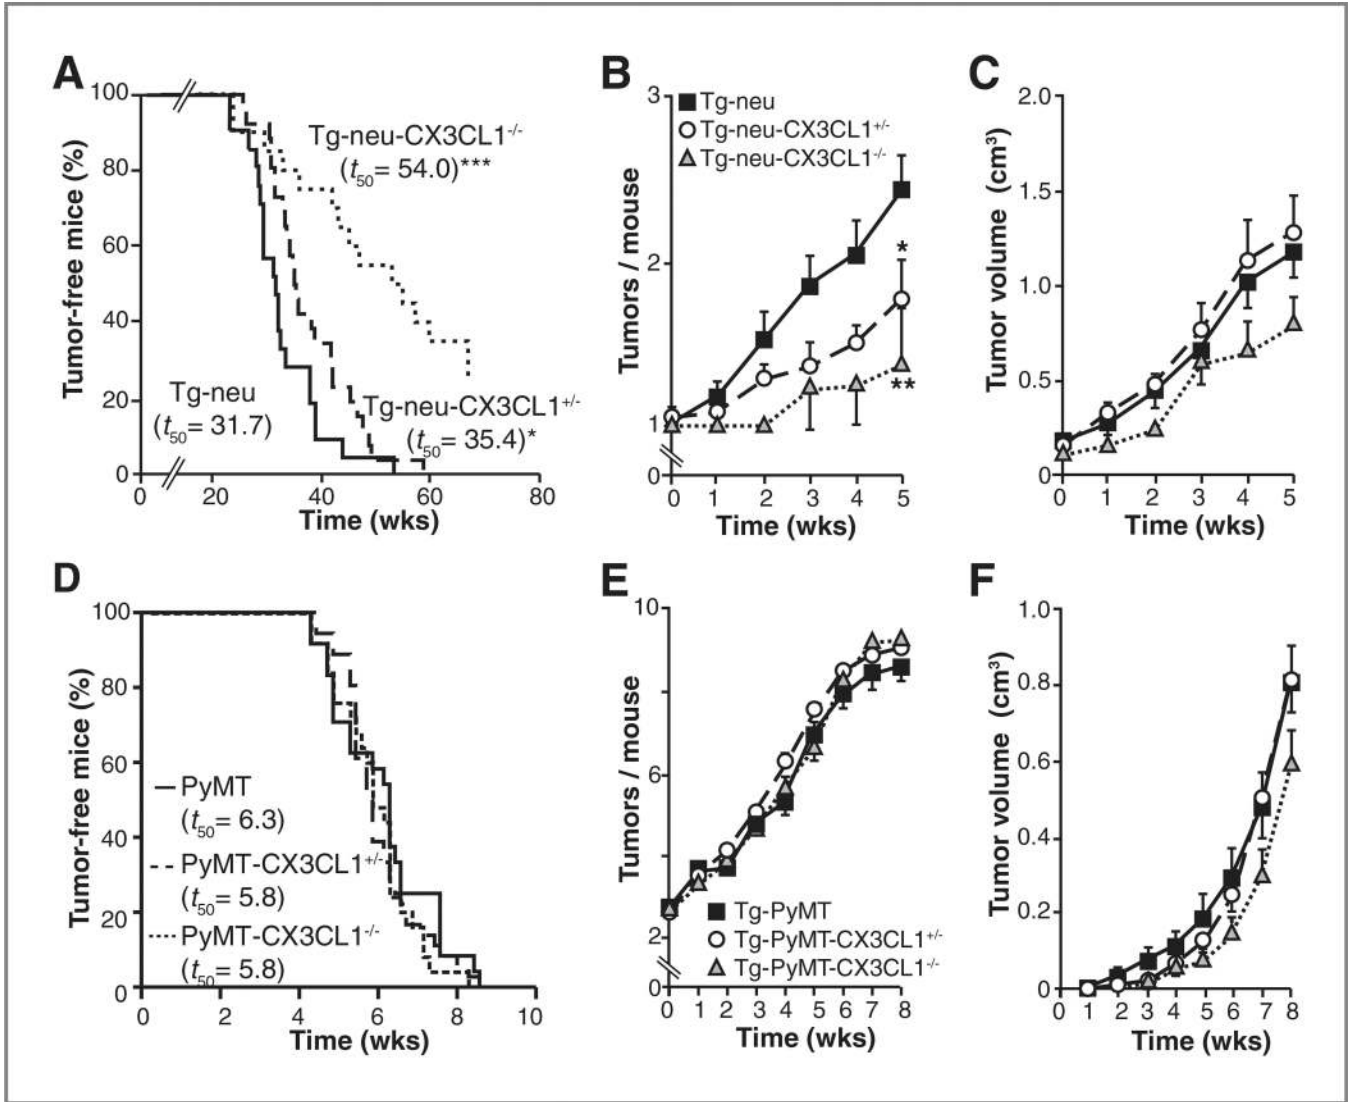 A
Tumor-free mice (%)
100
80
60
40
20
0
0 20 40 60 80
Time (wks)
Tg-neu-CX3CL1-/-
(t50= 54.0)***
Tg-neu
(t50= 31.7)
Tg-neu-CX3CL1+/-
(t50= 35.4)*
B
Tumors / mouse
3
2
1
0
0 1 2 3 4 5
Time (wks)
Tg-neu
Tg-neu-CX3CL1+/-
Tg-neu-CX3CL1-/-
*
**
C
Tumor volume (cm3)
2.0
1.5
1.0
0.5
0
0 1 2 3 4 5
Time (wks)
D
Tumor-free mice (%)
100
80
60
40
20
0
0 2 4 6 8 10
Time (wks)
PyMT
(t50= 6.3)
PyMT-CX3CL1+/-
(t50= 5.8)
PyMT-CX3CL1-/-
(t50= 5.8)
E
Tumors / mouse
10
6
2
0
0 1 2 3 4 5 6 7 8
Time (wks)
Tg-PyMT
Tg-PyMT-CX3CL1+/-
Tg-PyMT-CX3CL1-/-
F
Tumor volume (cm3)
1.0
0.8
0.6
0.4
0.2
0
0 1 2 3 4 5 6 7 8
Time (wks)